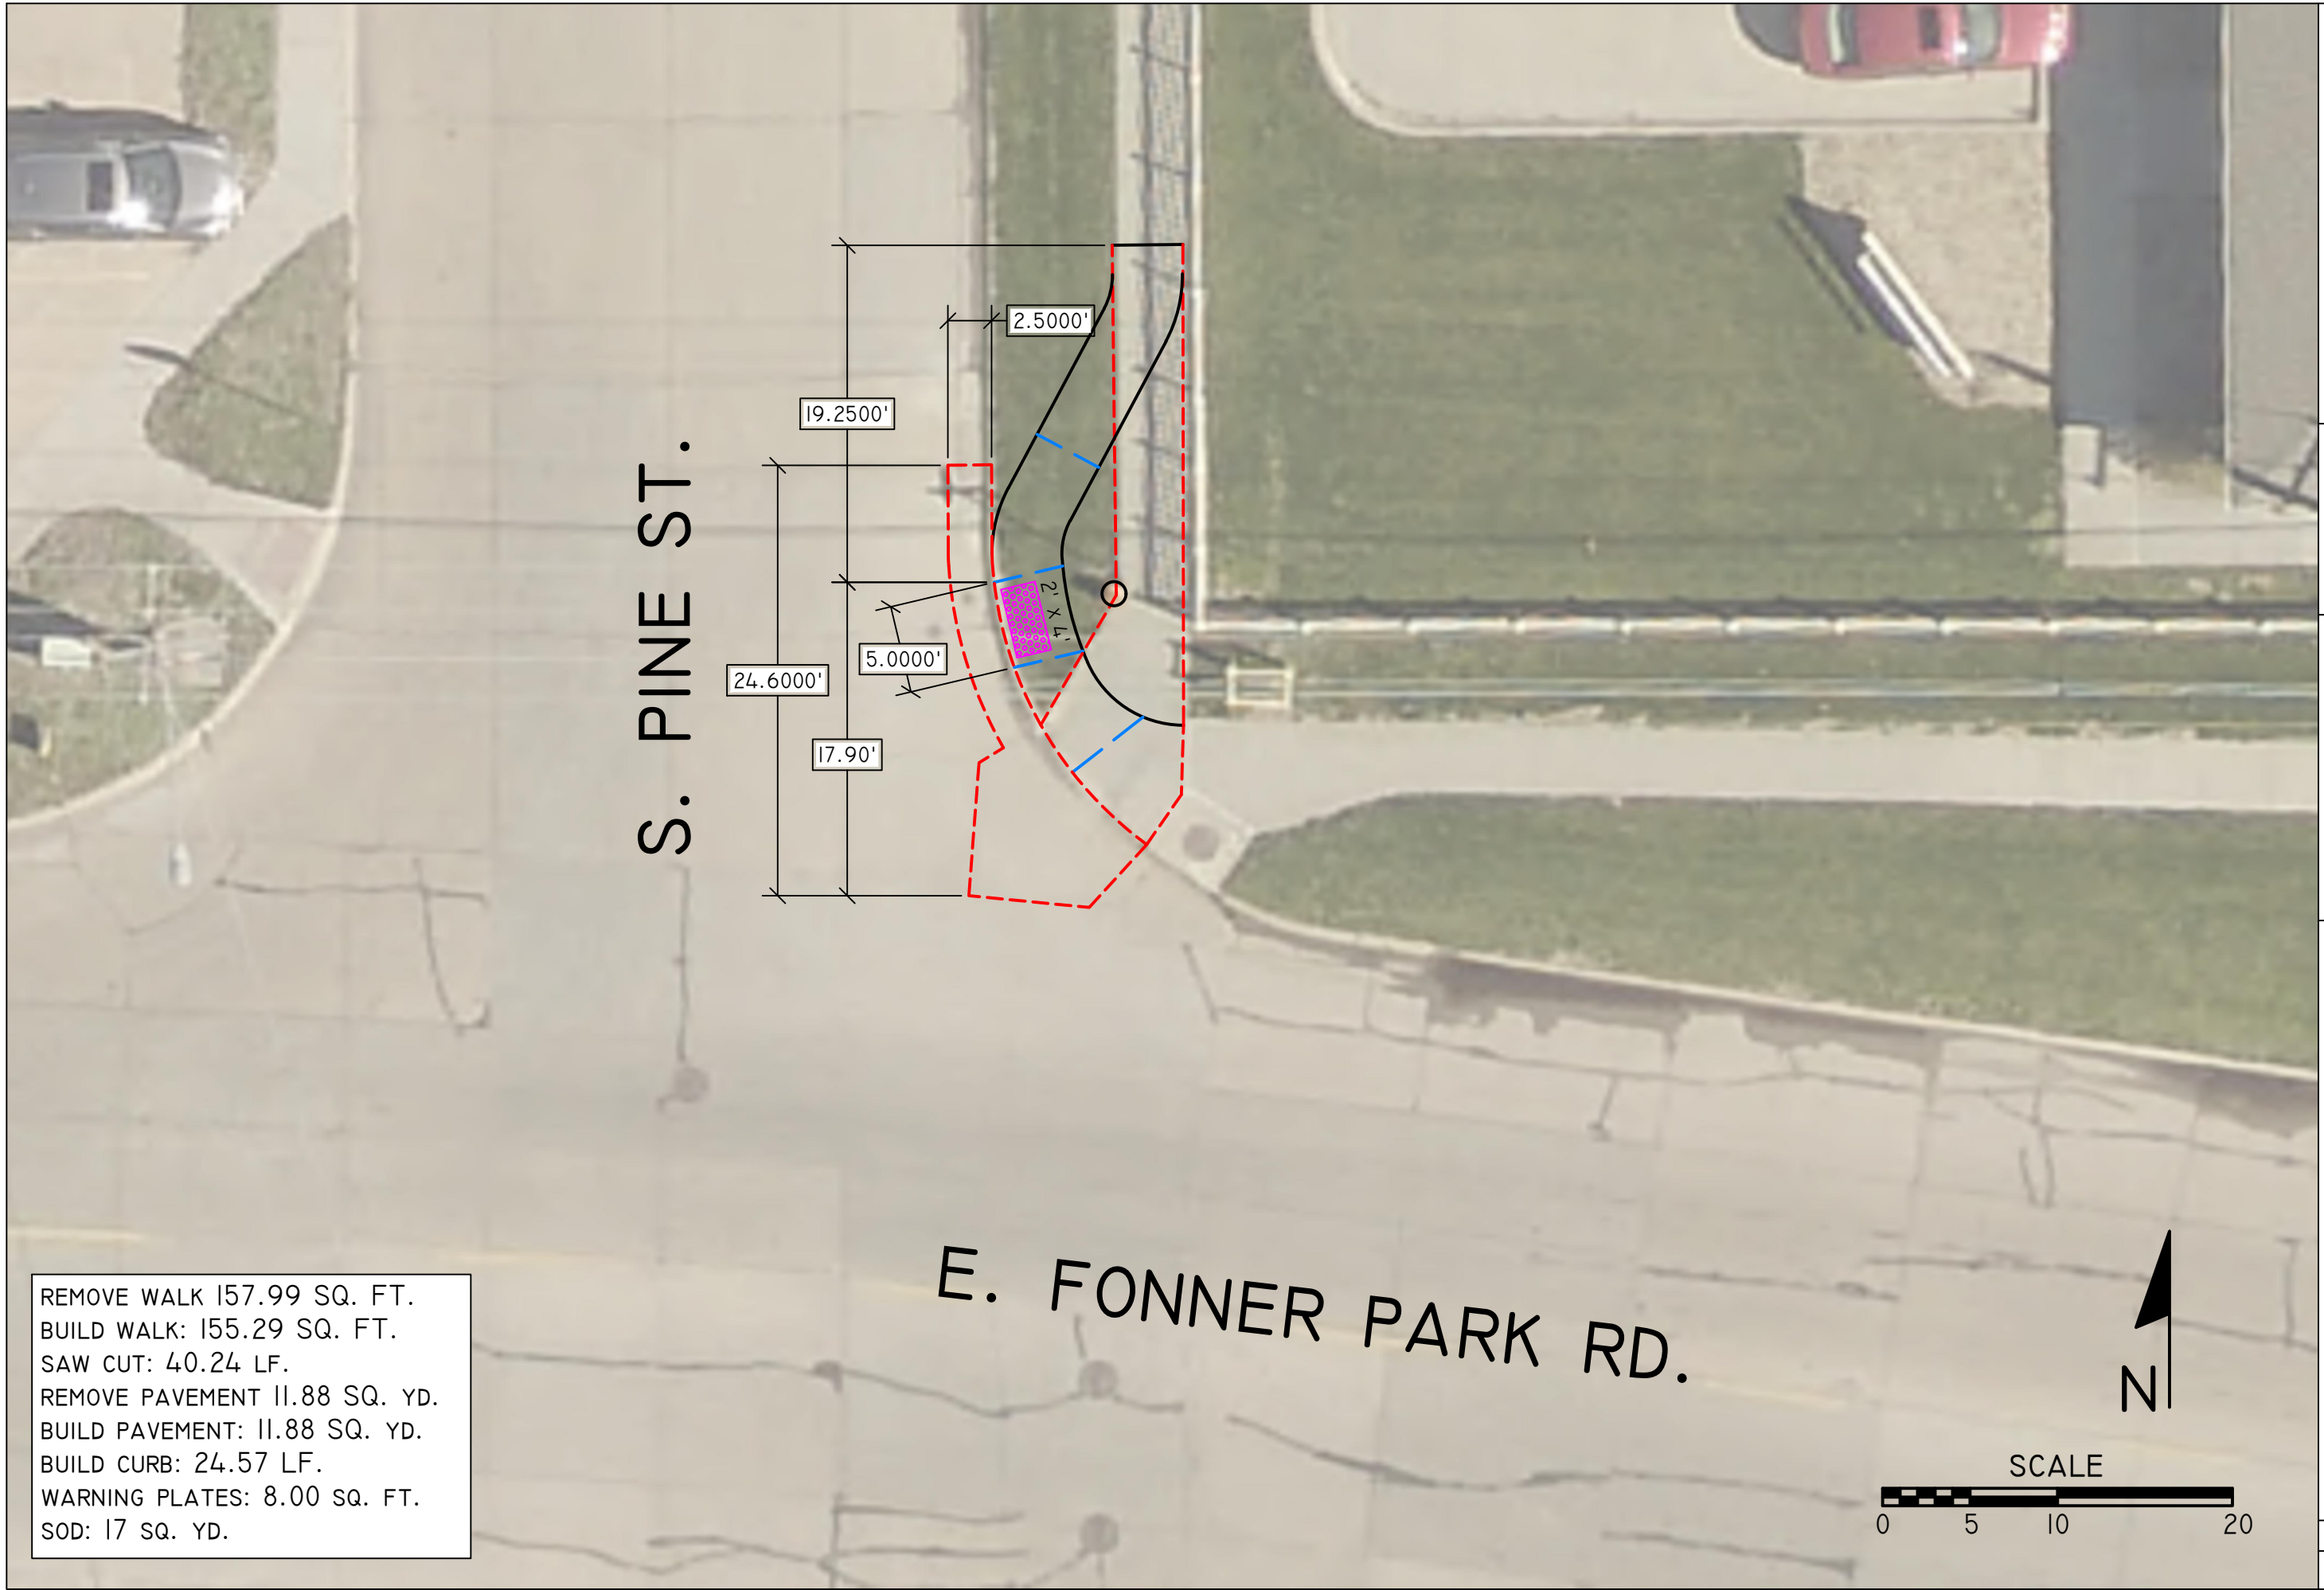 2.5000'
19.2500'
S. PINE ST.
2' X 4'
5.0000'
24.6000'
17.90'
E. FONNER PARK RD.
REMOVE WALK 157.99 SQ. FT.
BUILD WALK: 155.29 SQ. FT.
SAW CUT: 40.24 LF.
REMOVE PAVEMENT 11.88 SQ. YD.
BUILD PAVEMENT: 11.88 SQ. YD.
BUILD CURB: 24.57 LF.
WARNING PLATES: 8.00 SQ. FT.
SOD: 17 SQ. YD.
N
SCALE
0 5 10 20